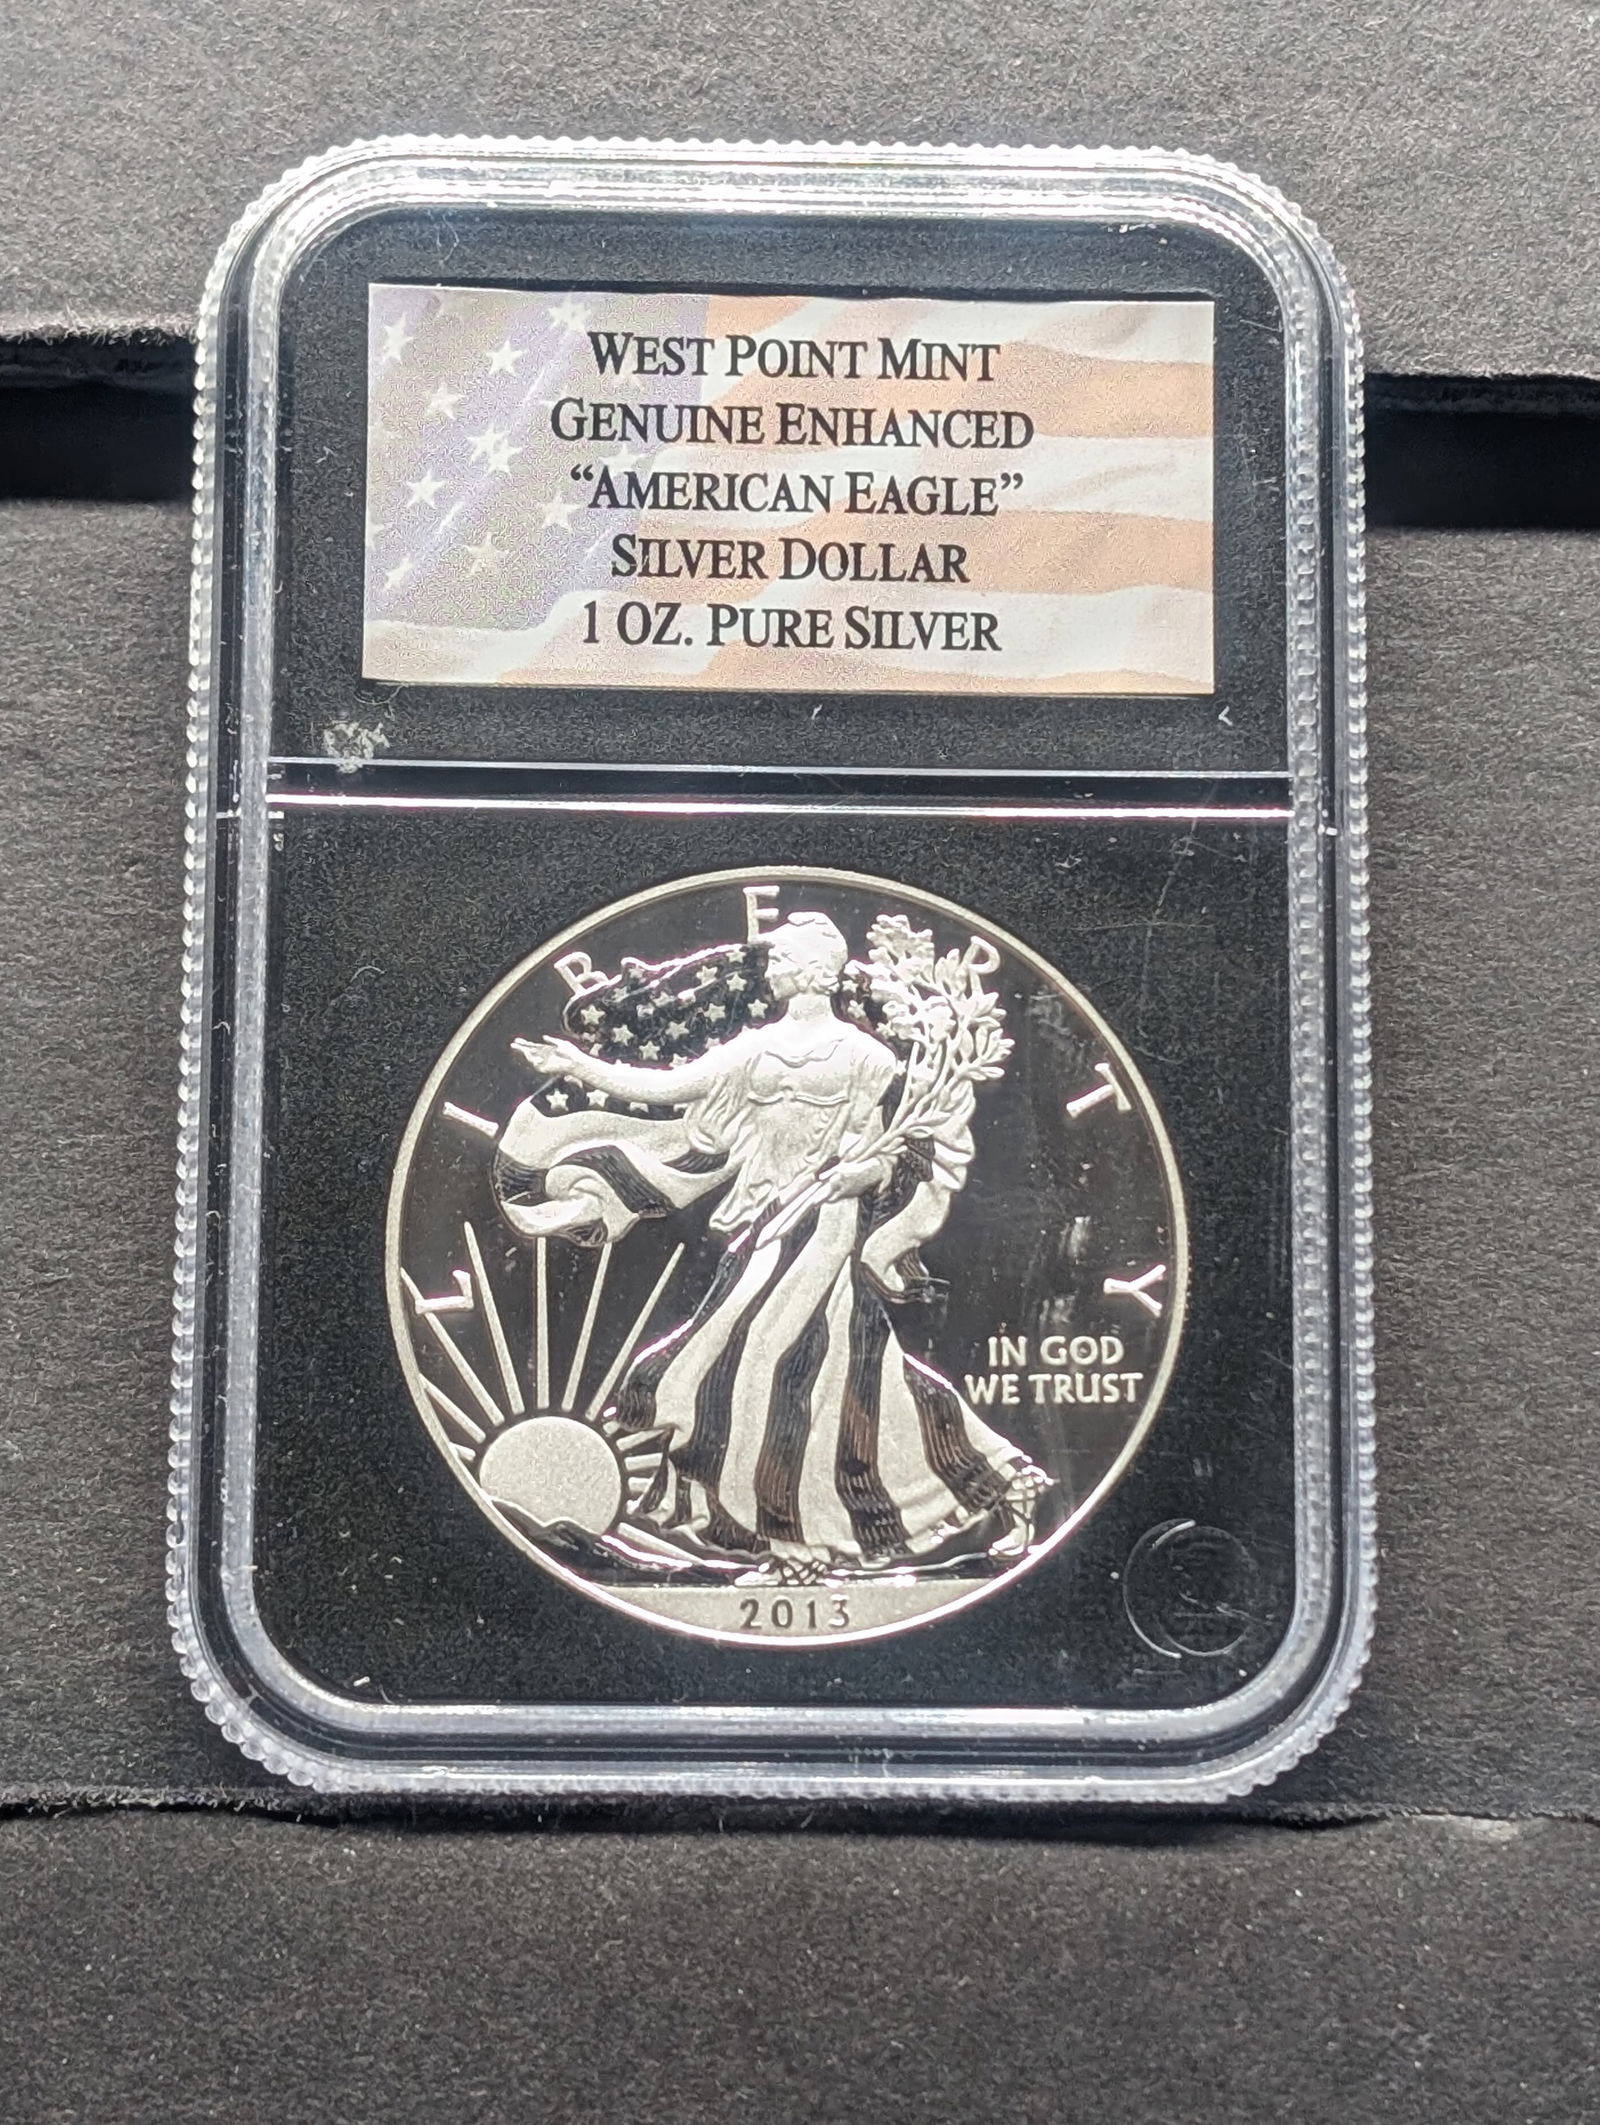 WEST POINT MINT
GENUINE ENHANCED
"AMERICAN EAGLE"
SILVER DOLLAR
1 OZ. PURE SILVER
LIBERTY
IN GOD
WE TRUST
2013